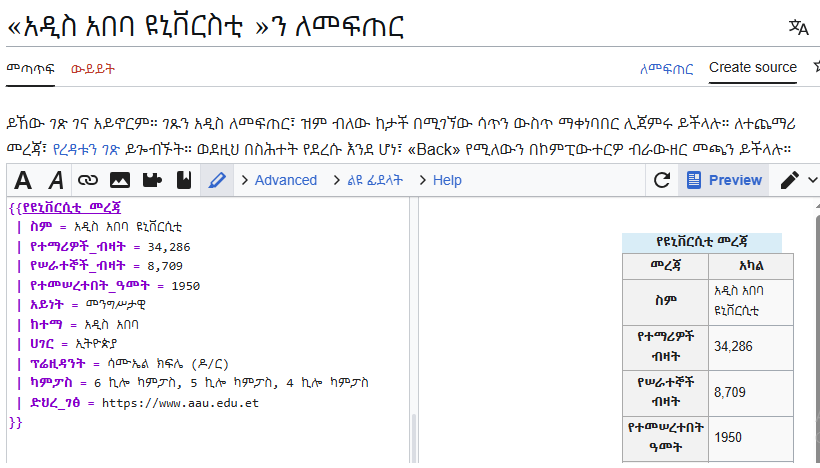 «አዲስ አበባ ዩኒቨርስቲ »ን ለመፍጠር
መጣጥፍ ውይይት ለመፍጠር Create source
ይኸው ገጽ ገና አይኖርም። ገጹን አዲስ ለመፍጠር፣ ዝም ብለው ከታች በሚገኘው ሳጥን ውስጥ ማቀነባበር ሊጀምሩ ይችላሉ። ለተጨማሪ
መረጃ፣ የረዳቱን ገጽ ይጐብኙት። ወደዚህ በስሕተት የደረሱ እንደ ሆነ፣ «Back» የሚለውን በኮምፒውተርዎ ብራውዘር መጫን ይችላሉ።
A A Advanced ልዩ ፊደላት Help Preview
{{የዩኒቨርሲቲ መረጃ
| ስም = አዲስ አበባ ዩኒቨርሲቲ
| የተማሪዎች_ብዛት = 34,286
| የሠራተኞች_ብዛት = 8,709
| የተመሠረተበት_ዓመት = 1950
| አይነት = መንግሥታዊ
| ከተማ = አዲስ አበባ
| ሀገር = ኢትዮጵያ
| ፕሬዚዳንት = ሳሙኤል ክፍሌ (ዶ/ር)
| ካምፓስ = 6 ኪሎ ካምፓስ, 5 ኪሎ ካምፓስ, 4 ኪሎ ካምፓስ
| ድህረ_ገፅ = https://www.aau.edu.et
}}
የዩኒቨርሲቲ መረጃ
መረጃ አካል
ስም አዲስ አበባ
ዩኒቨርሲቲ
የተማሪዎች
ብዛት 34,286
የሠራተኞች
ብዛት 8,709
የተመሠረተበት
ዓመት 1950